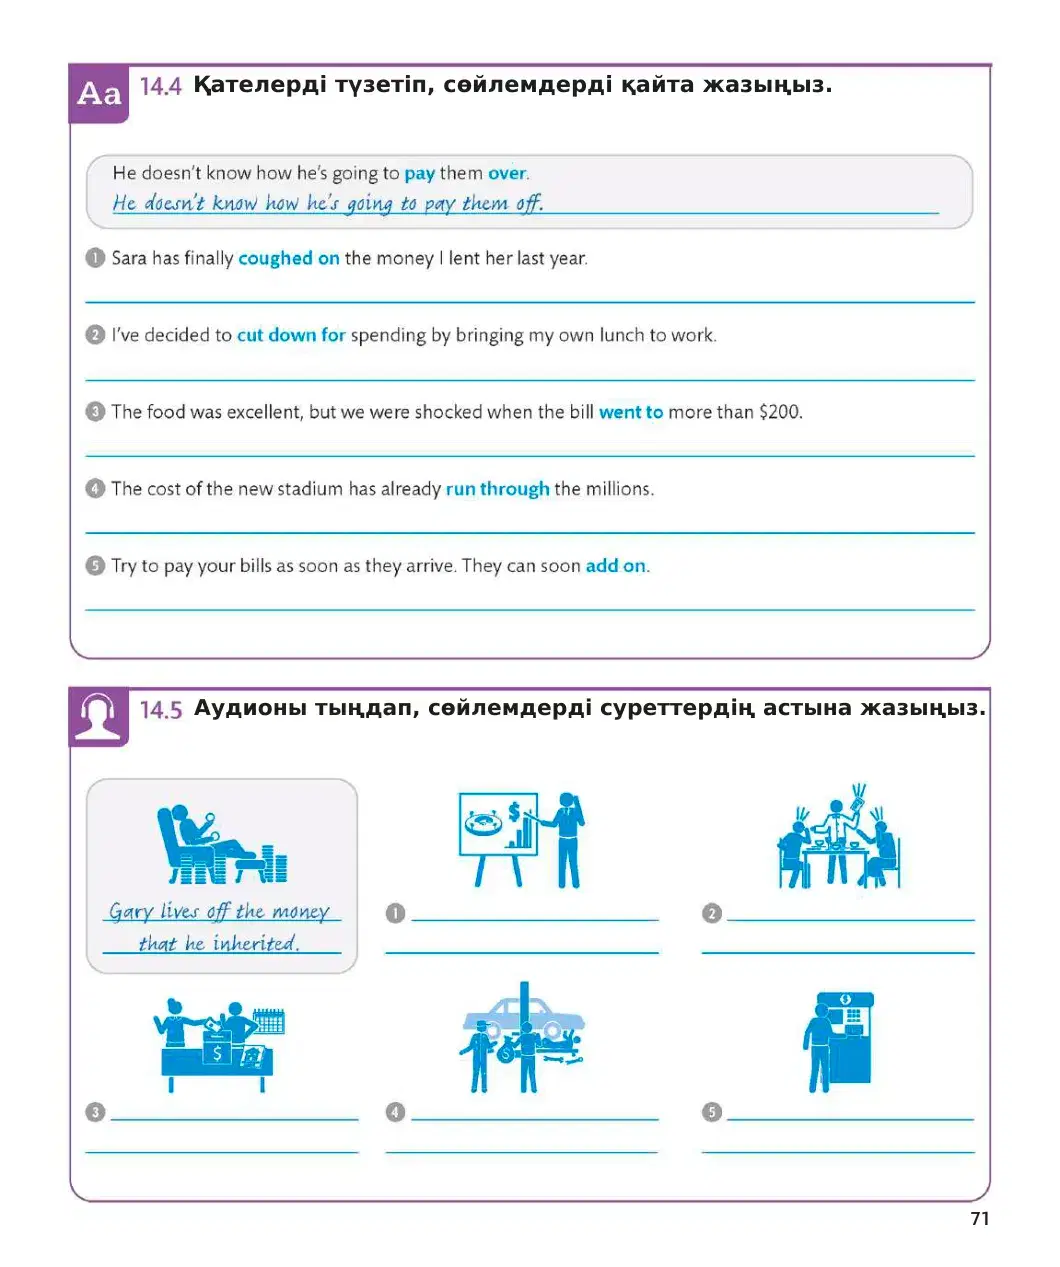 Aa 14.4 Қателерді түзетіп, сөйлемдерді қайта жазыңыз.
He doesn't know how he's going to pay them over.
He doesn't know how he's going to pay them off.
1 Sara has finally coughed on the money I lent her last year.
2 I've decided to cut down for spending by bringing my own lunch to work.
3 The food was excellent, but we were shocked when the bill went to more than $200.
4 The cost of the new stadium has already run through the millions.
5 Try to pay your bills as soon as they arrive. They can soon add on.
14.5 Аудионы тыңдап, сөйлемдерді суреттердің астына жазыңыз.
$
Gary lives off the money
that he inherited.
1
2
$
3
4
5
71